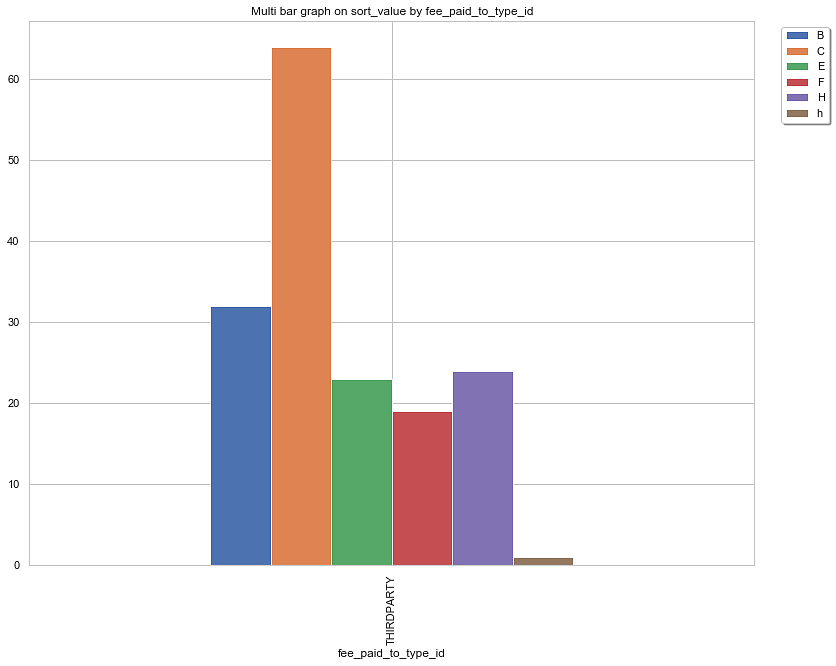 Multi bar graph on sort_value by fee_paid_to_type_id
B
C
E
F
H
h
60
50
40
30
20
10
0
THIRDPARTY
fee_paid_to_type_id